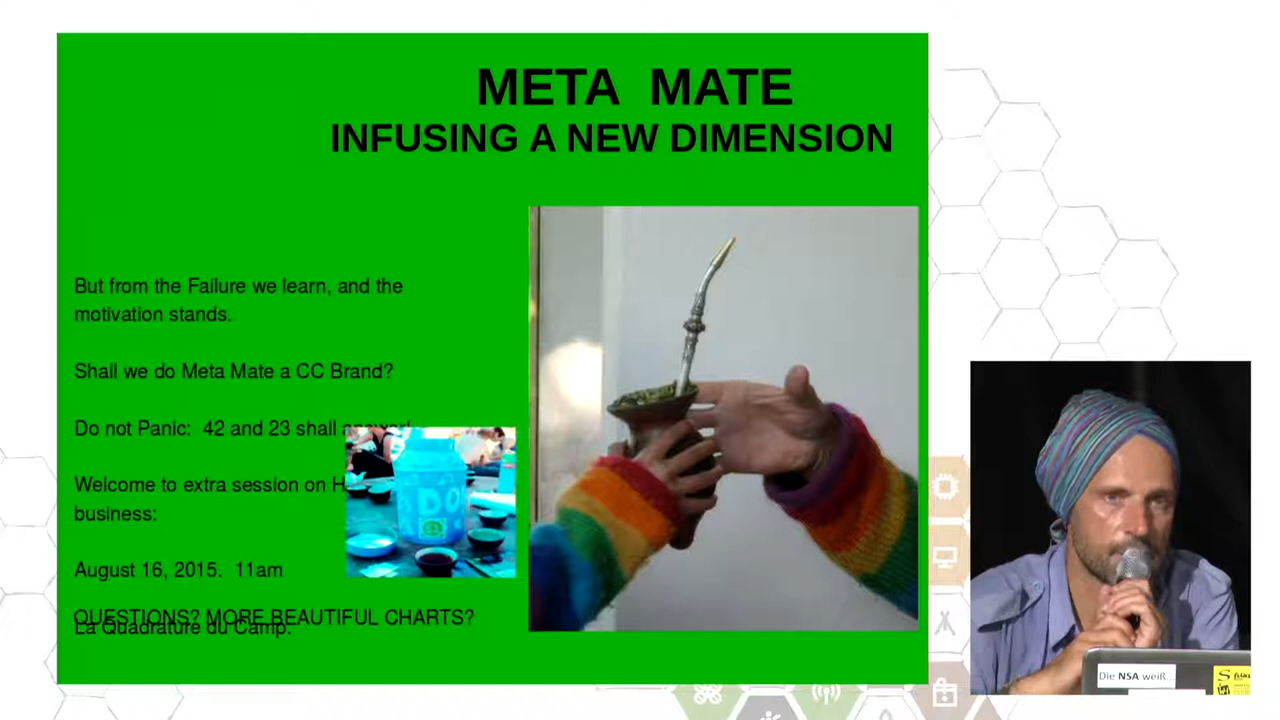 META MATE
INFUSING A NEW DIMENSION
But from the Failure we learn, and the
motivation stands.
Shall we do Meta Mate a CC Brand?
Do not Panic: 42 and 23 shall
Welcome to extra session on
business:
August 16, 2015. 11am
QUESTIONS? MORE BEAUTIFUL CHARTS?
La Quadrature du Camp.
DO
Die NSA weiß...